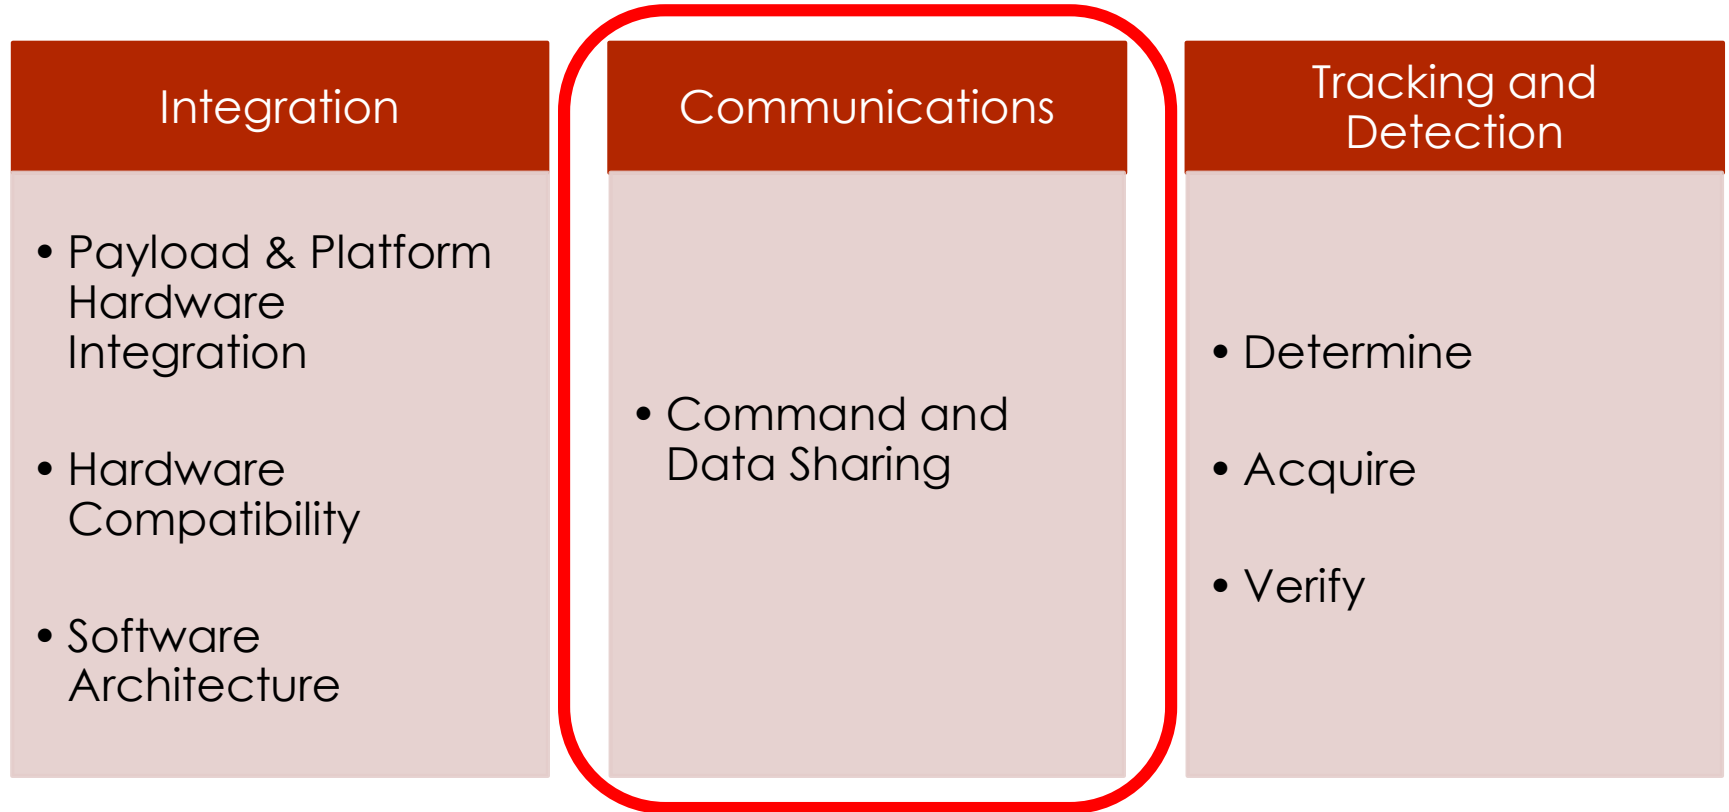 Integration
• Payload & Platform
Hardware
Integration
• Hardware
Compatibility
• Software
Architecture
Communications
• Command and
Data Sharing
Tracking and
Detection
• Determine
• Acquire
• Verify